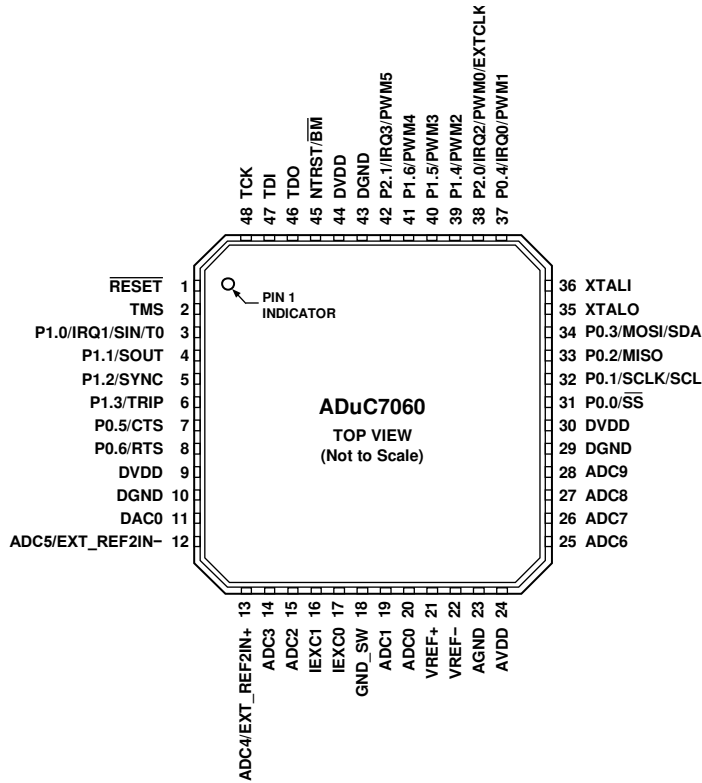 48 TCK
47 TDI
46 TDO
45 NTRST/B̅M̅
44 DVDD
43 DGND
42 P2.1/IRQ3/PWM5
41 P1.6/PWM4
40 P1.5/PWM3
39 P1.4/PWM2
38 P2.0/IRQ2/PWM0/EXTCLK
37 P0.4/IRQ0/PWM1
R̅E̅S̅E̅T̅ 1
TMS 2
P1.0/IRQ1/SIN/T0 3
P1.1/SOUT 4
P1.2/SYNC 5
P1.3/TRIP 6
P0.5/CTS 7
P0.6/RTS 8
DVDD 9
DGND 10
DAC0 11
ADC5/EXT_REF2IN− 12
PIN 1
INDICATOR
ADuC7060
TOP VIEW
(Not to Scale)
36 XTALI
35 XTALO
34 P0.3/MOSI/SDA
33 P0.2/MISO
32 P0.1/SCLK/SCL
31 P0.0/S̅S̅
30 DVDD
29 DGND
28 ADC9
27 ADC8
26 ADC7
25 ADC6
ADC4/EXT_REF2IN+ 13
ADC3 14
ADC2 15
IEXC1 16
IEXC0 17
GND_SW 18
ADC1 19
ADC0 20
VREF+ 21
VREF− 22
AGND 23
AVDD 24